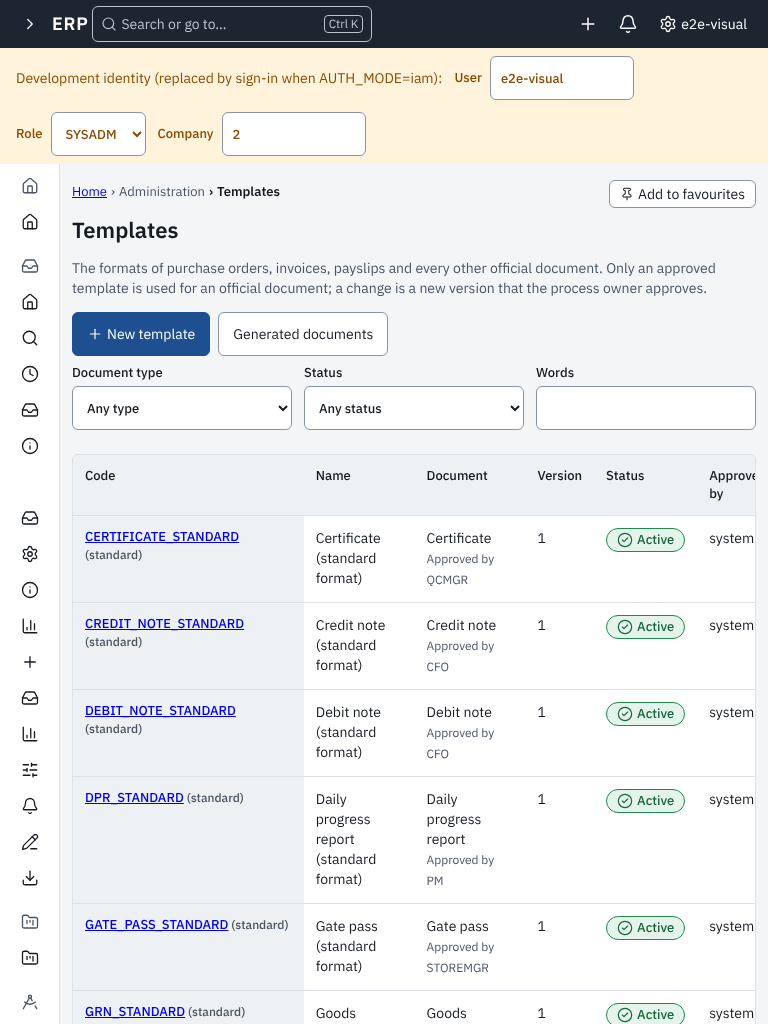 ERP
Search or go to...
Ctrl K
e2e-visual
Development identity (replaced by sign-in when AUTH_MODE=iam):
User
e2e-visual
Role
SYSADM
Company
2
Home › Administration › Templates
Add to favourites
Templates
The formats of purchase orders, invoices, payslips and every other official document. Only an approved
template is used for an official document; a change is a new version that the process owner approves.
New template
Generated documents
Document type
Status
Words
Any type
Any status
Code
Name
Document
Version
Status
by
CERTIFICATE_STANDARD
(standard)
Certificate
(standard
format)
Certificate
Approved by
QCMGR
1
Active
system
CREDIT_NOTE_STANDARD
(standard)
Credit note
(standard
format)
Credit note
Approved by
CFO
1
Active
system
DEBIT_NOTE_STANDARD
(standard)
Debit note
(standard
format)
Debit note
Approved by
CFO
1
Active
system
DPR_STANDARD (standard)
Daily
progress
report
(standard
format)
Daily
progress
report
Approved by
PM
1
Active
system
GATE_PASS_STANDARD (standard)
Gate pass
(standard
format)
Gate pass
Approved by
STOREMGR
1
Active
system
GRN_STANDARD (standard)
Goods
Goods
1
Active
system